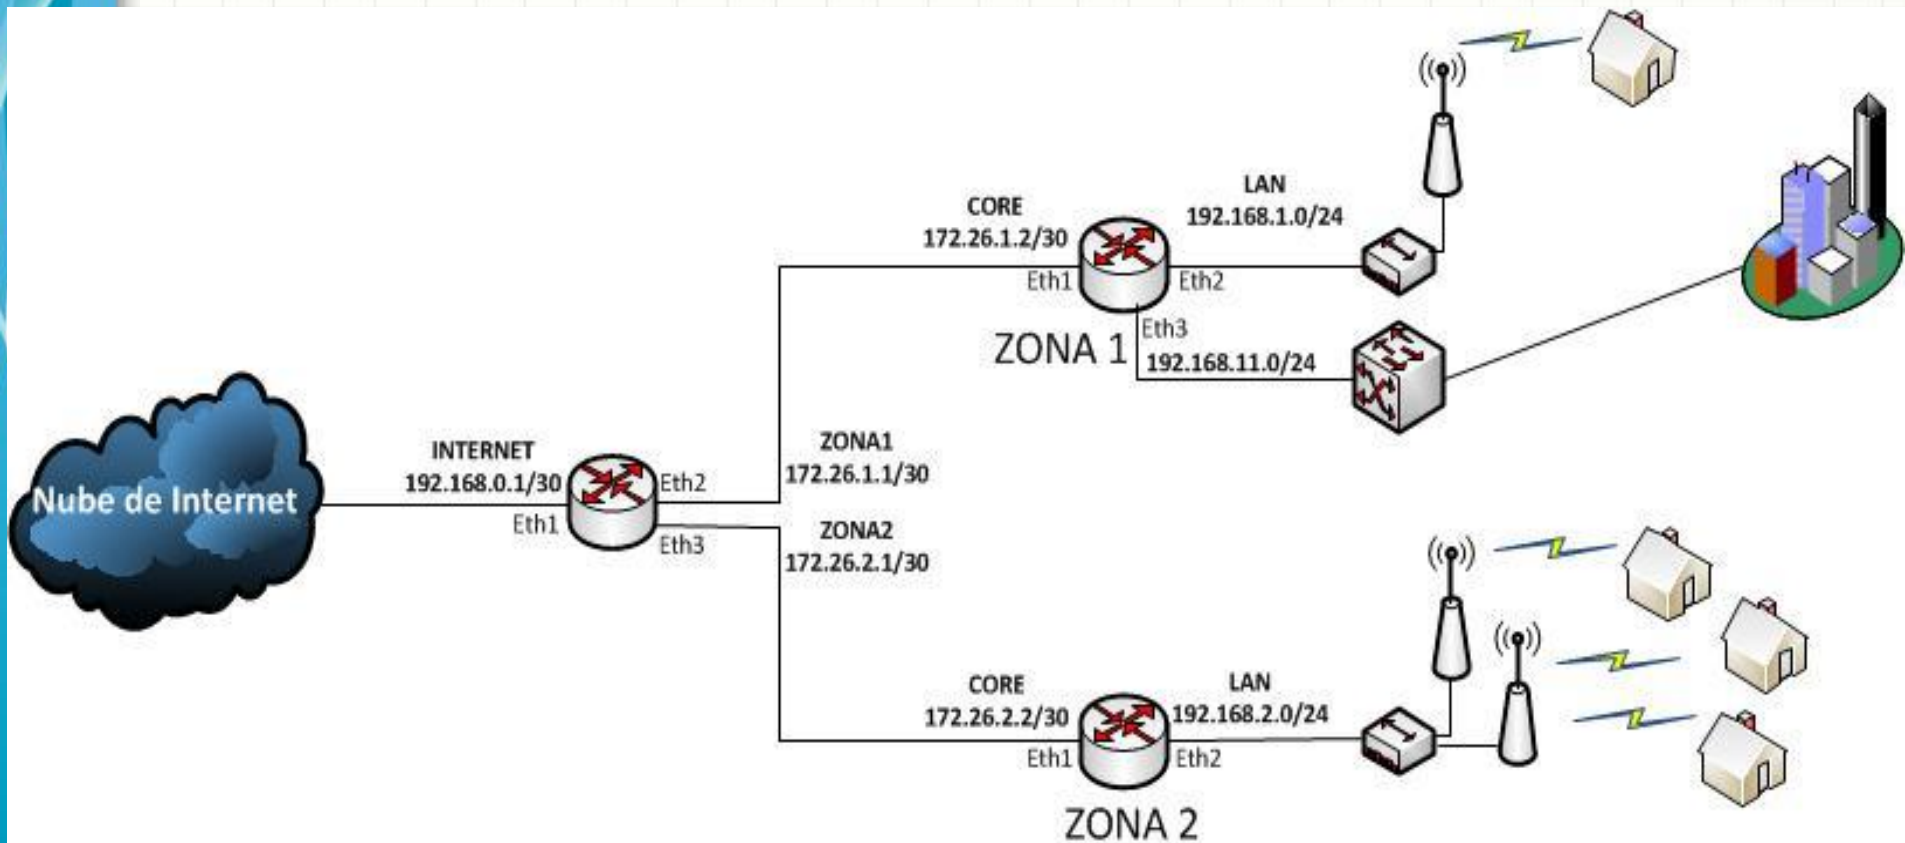 LAN
192.168.1.0/24
CORE
172.26.1.2/30
Eth1
Eth2
Eth3
ZONA 1
192.168.11.0/24
INTERNET
192.168.0.1/30
Nube de Internet
Eth1
Eth2
Eth3
ZONA1
172.26.1.1/30
ZONA2
172.26.2.1/30
CORE
172.26.2.2/30
LAN
192.168.2.0/24
Eth1
Eth2
ZONA 2